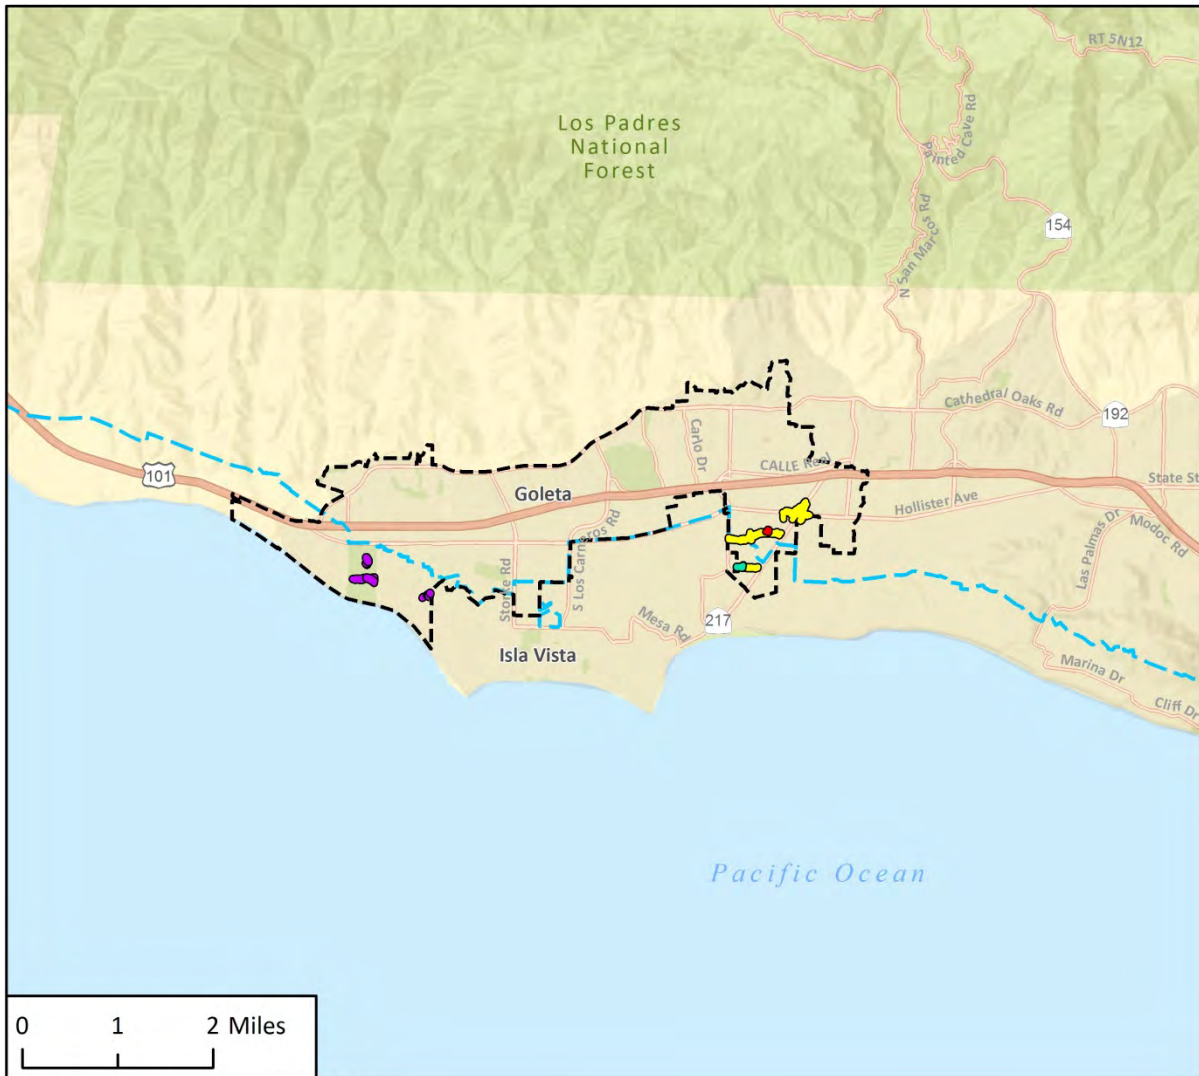 RT 5N12
Los Padres
National
Forest
Painted Cave Rd
154
N San Marcos Rd
Cathedral Oaks Rd
192
Carlo Dr
CALLE Real
101
Goleta
State St
Hollister Ave
Las Palmas Dr
Modoc Rd
S Los Carneros Rd
Storke Rd
Mesa Rd
217
Isla Vista
Marina Dr
Cliff Dr
Pacific Ocean
0 1 2 Miles